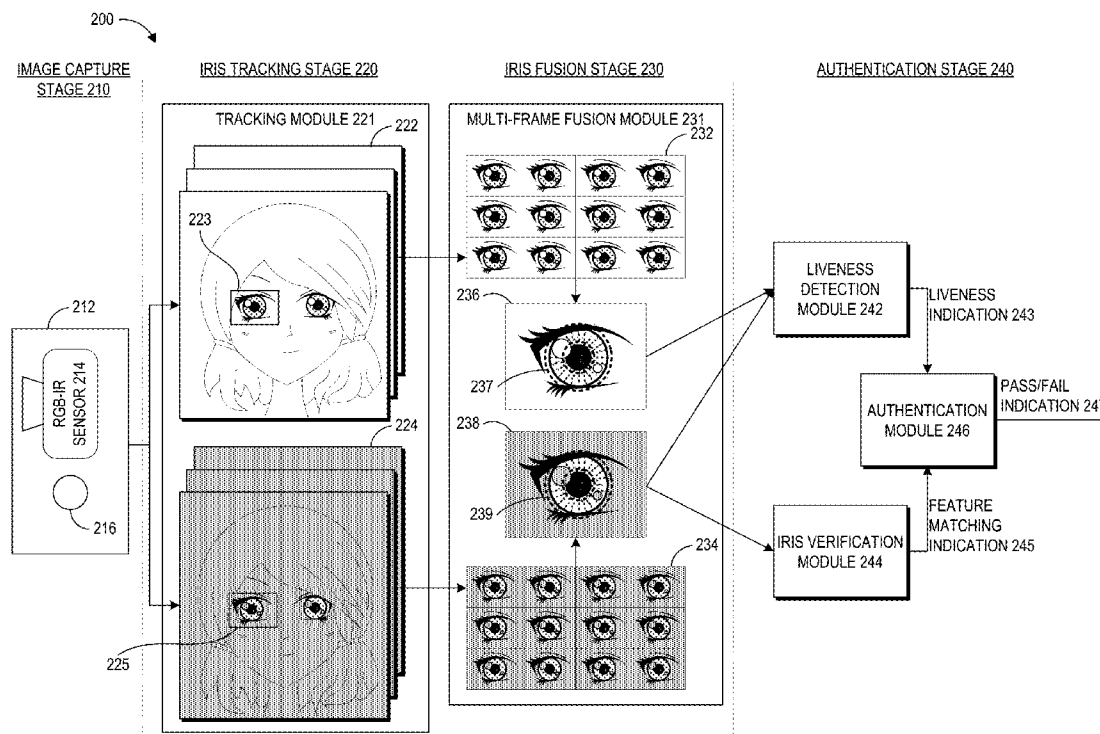 200
IMAGE CAPTURE
STAGE 210
IRIS TRACKING STAGE 220
IRIS FUSION STAGE 230
AUTHENTICATION STAGE 240
212
RGB-IR
SENSOR 214
216
TRACKING MODULE 221
222
223
224
225
MULTI-FRAME FUSION MODULE 231
232
236
237
238
239
234
LIVENESS
DETECTION
MODULE 242
LIVENESS
INDICATION 243
AUTHENTICATION
MODULE 246
PASS/FAIL
INDICATION 247
IRIS VERIFICATION
MODULE 244
FEATURE
MATCHING
INDICATION 245